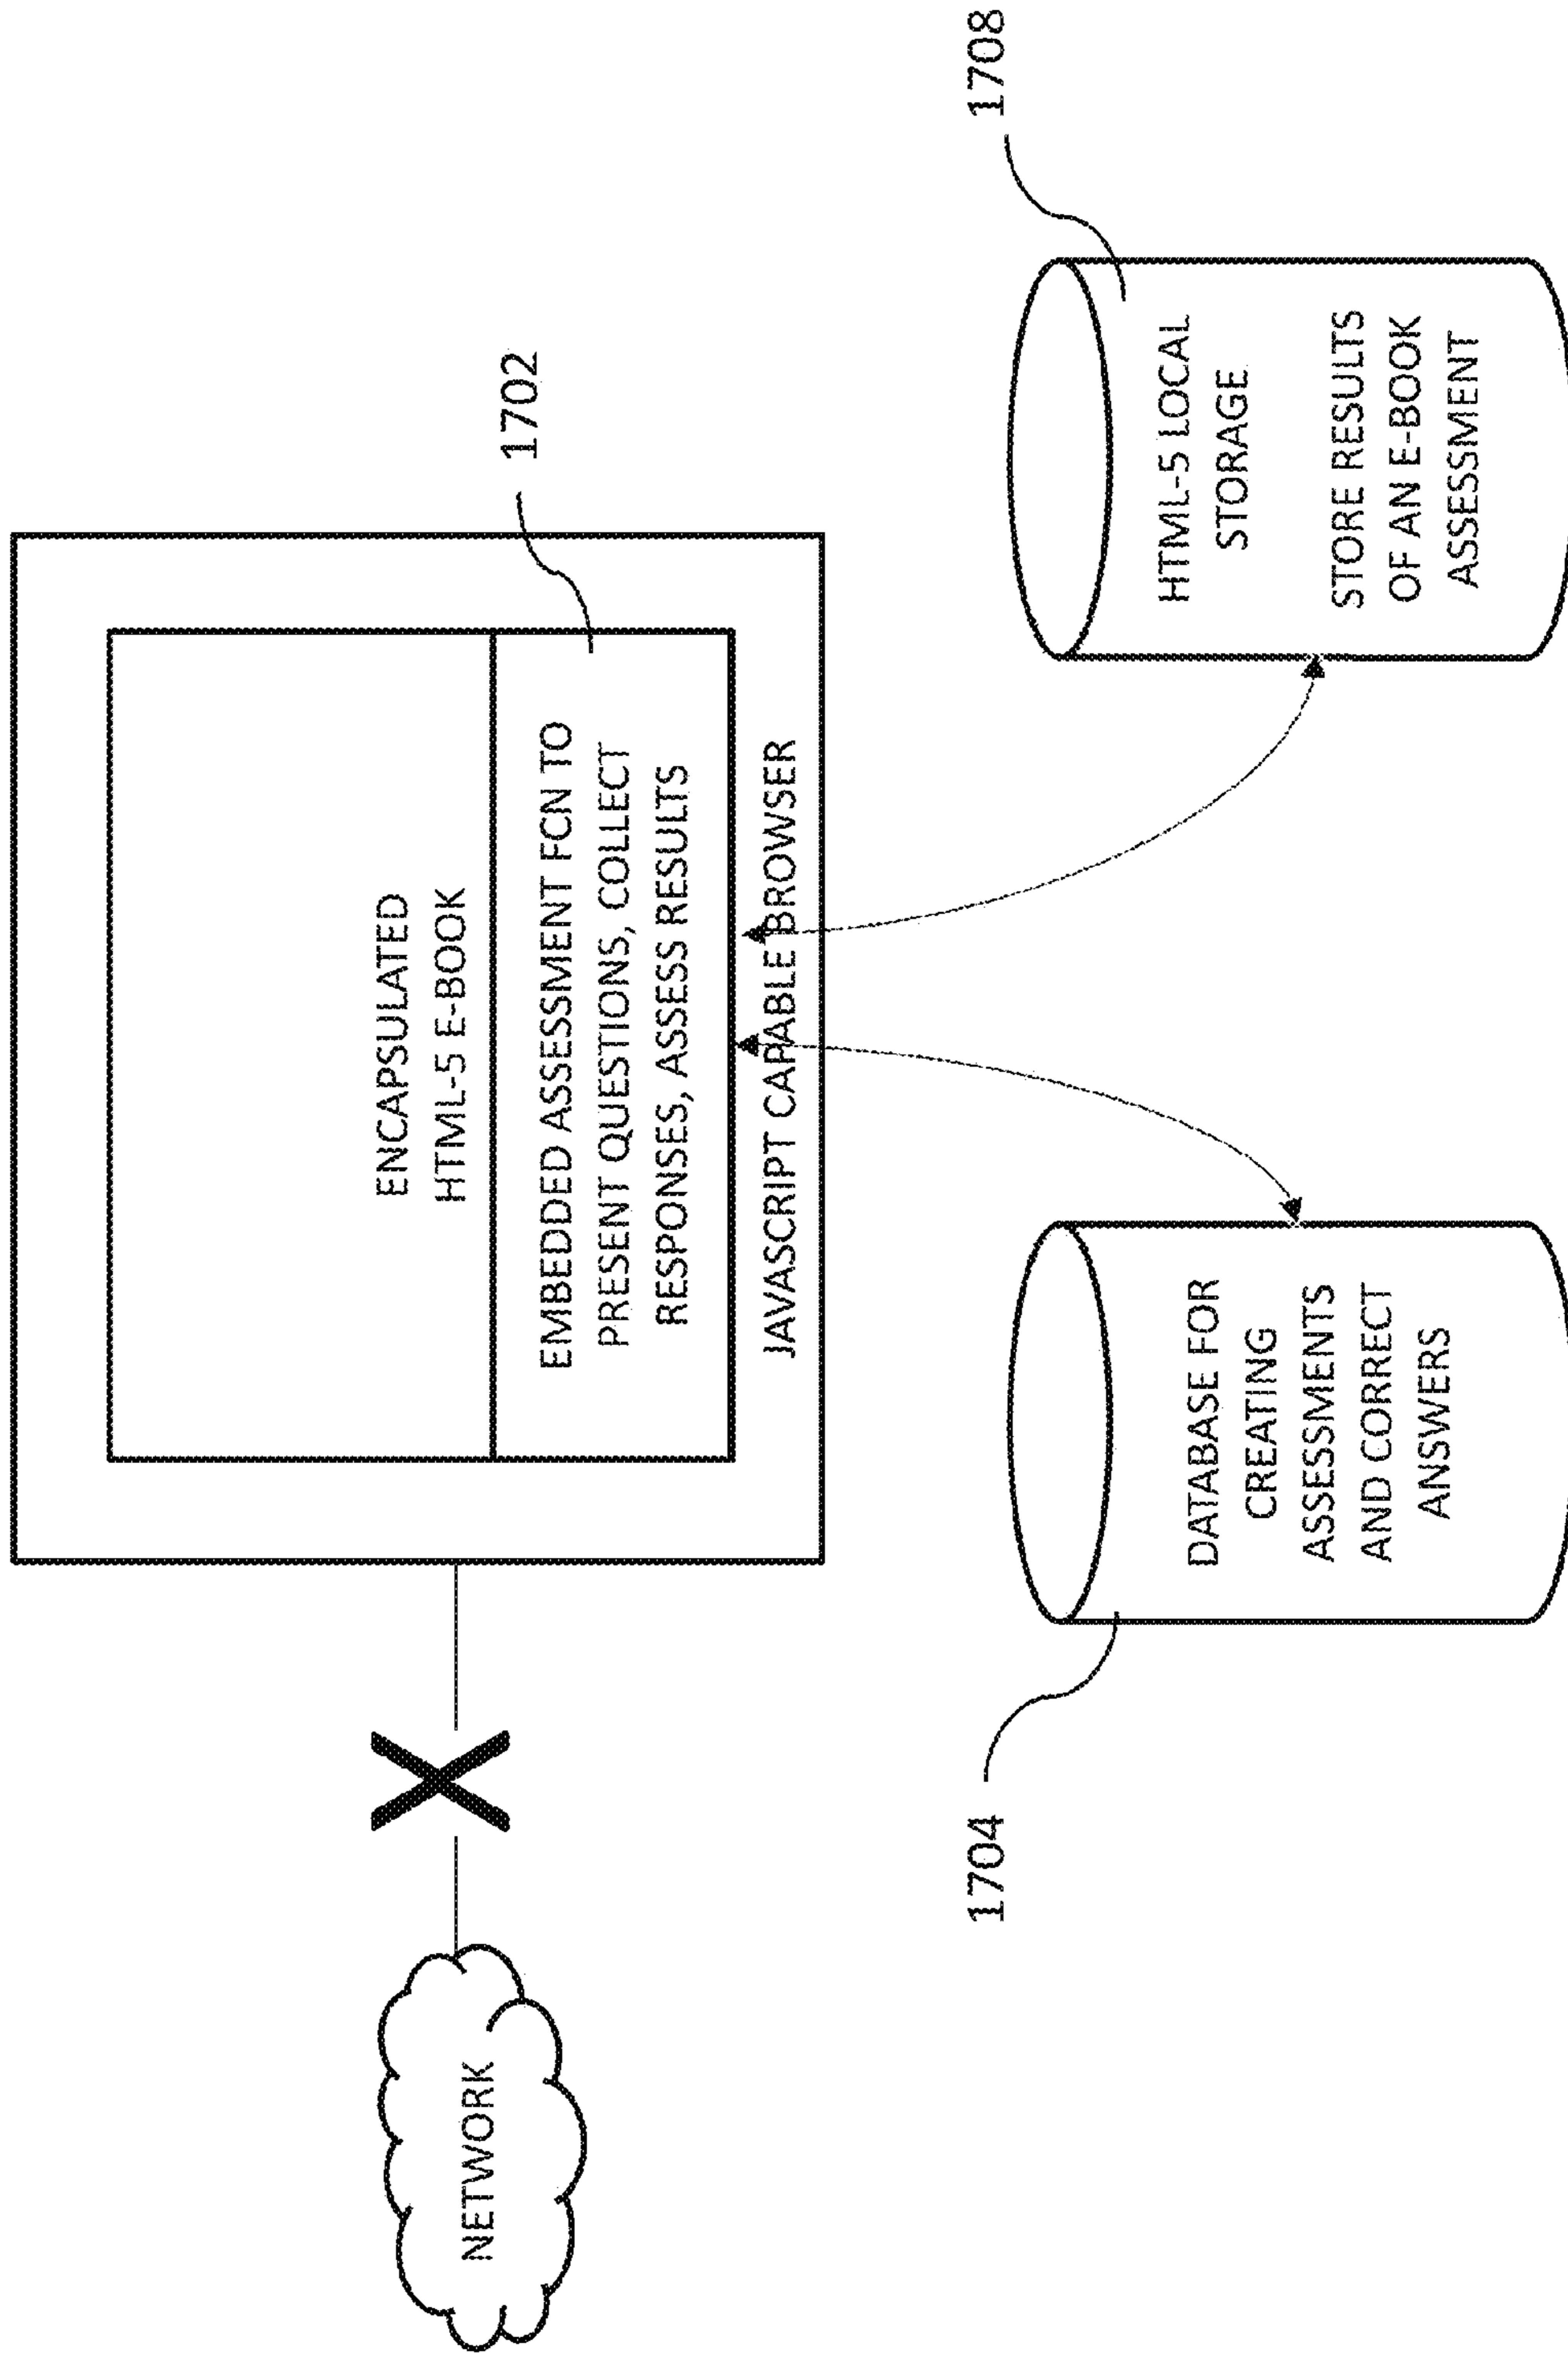 NETWORK
ENCAPSULATED
HTML-5 E-BOOK
EMBEDDED ASSESSMENT FCN TO
PRESENT QUESTIONS, COLLECT
RESPONSES, ASSESS RESULTS
JAVASCRIPT CAPABLE BROWSER
1702
1704
DATABASE FOR
CREATING
ASSESSMENTS
AND CORRECT
ANSWERS
1708
HTML-5 LOCAL
STORAGE
STORE RESULTS
OF AN E-BOOK
ASSESSMENT